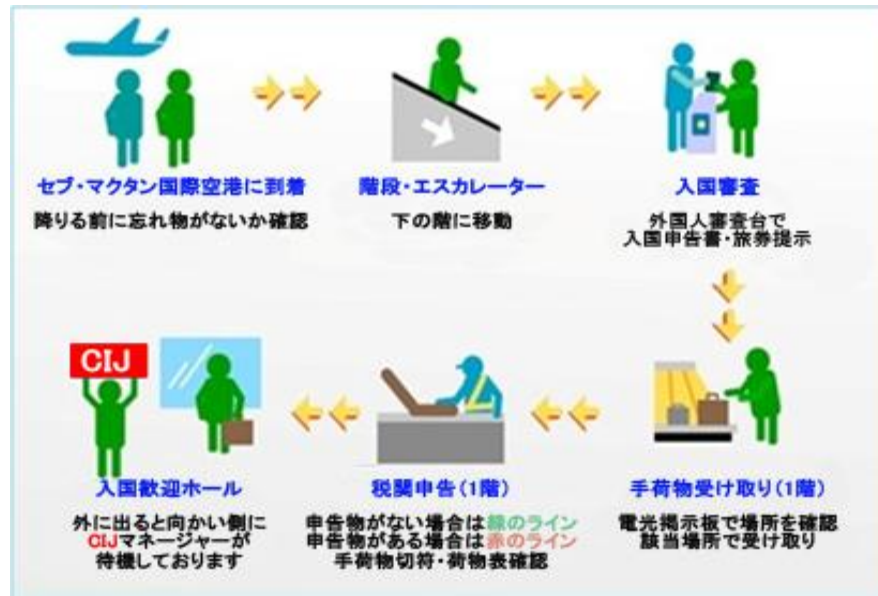 セブ・マクタン国際空港に到着
降りる前に忘れ物がないか確認
階段・エスカレーター
下の階に移動
入国審査
外国人審査台で
入国申告書・旅券提示
手荷物受け取り(1階)
電光掲示板で場所を確認
該当場所で受け取り
税関申告(1階)
申告物がない場合は緑のライン
申告物がある場合は赤のライン
手荷物切符・荷物表確認
CIJ
入国歓迎ホール
外に出ると向かい側に
CIJマネージャーが
待機しております